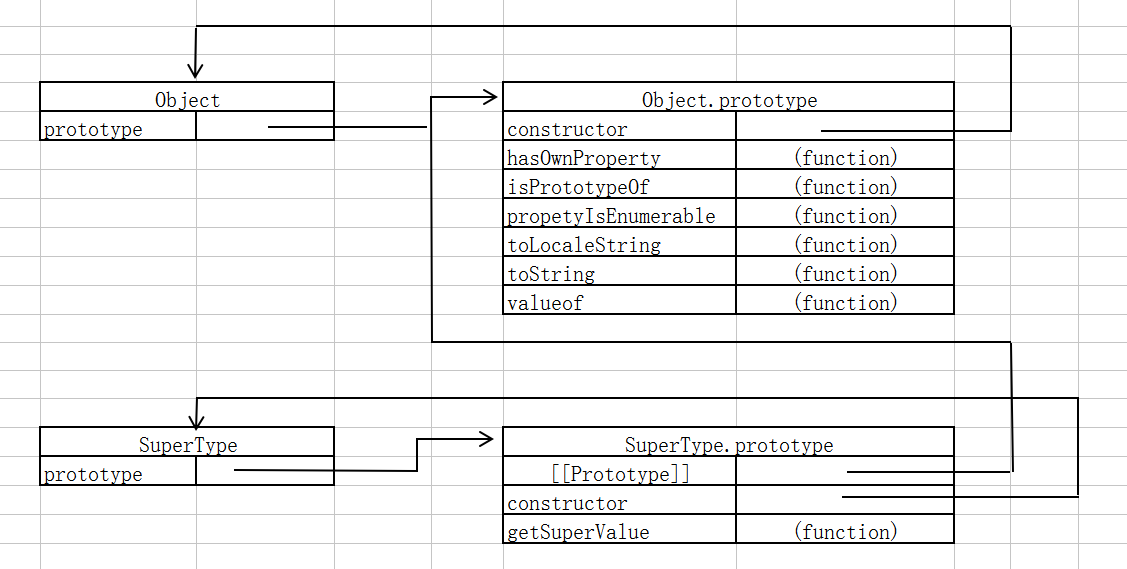 Object
prototype
Object.prototype
constructor
hasOwnProperty (function)
isPrototypeOf (function)
propetyIsEnumerable (function)
toLocaleString (function)
toString (function)
valueof (function)
SuperType
prototype
SuperType.prototype
[[Prototype]]
constructor
getSuperValue (function)